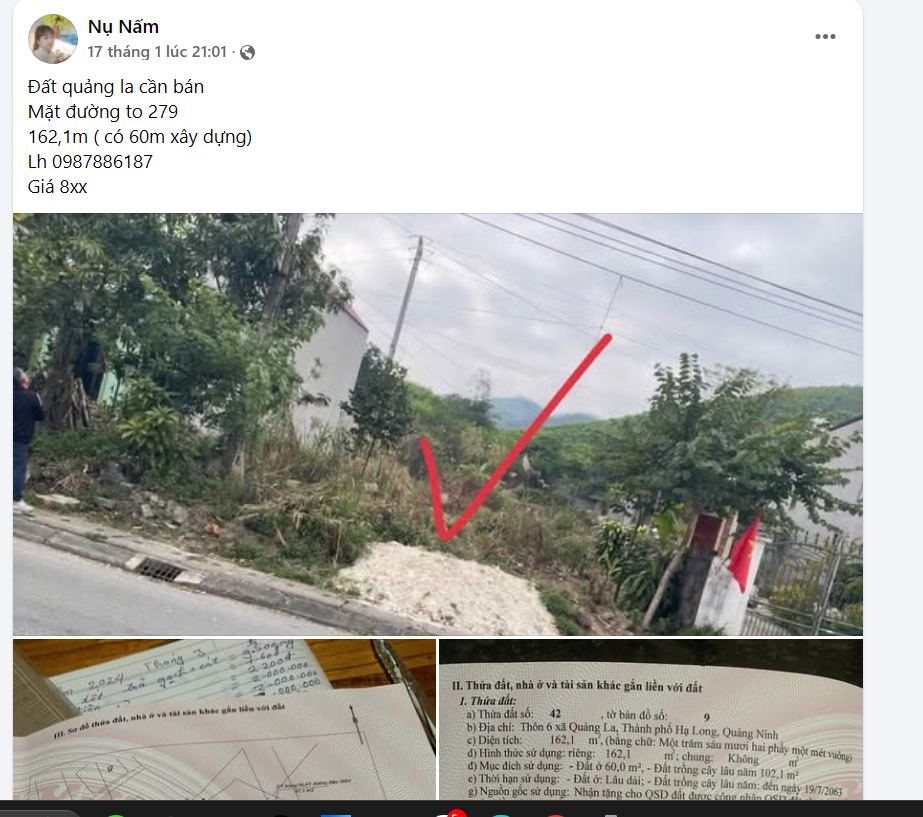 Nụ Nấm
17 tháng 1 lúc 21:01
Đất quảng la cần bán
Mặt đường to 279
162,1m ( có 60m xây dựng)
Lh 0987886187
Giá 8xx
2024 Tháng 3
III. Sơ đồ thửa đất, nhà ở và tài sản khác gắn liền với đất
II. Thửa đất, nhà ở và tài sản khác gắn liền với đất
1. Thửa đất:
a) Thửa đất số: 42 , tờ bản đồ số: 9
b) Địa chỉ: Thôn 6 xã Quảng La, Thành phố Hạ Long, Quảng Ninh
c) Diện tích: 162,1 m², (bằng chữ: Một trăm sáu mươi hai phẩy một mét vuông)
d) Hình thức sử dụng: riêng: 162,1 m²; chung: Không m²
đ) Mục đích sử dụng: - Đất ở 60,0 m², - Đất trồng cây lâu năm 102,1 m²
e) Thời hạn sử dụng: - Đất ở: Lâu dài; - Đất trồng cây lâu năm: đến ngày 19/7/2063
g) Nguồn gốc sử dụng: Nhận tặng cho QSD đất được công nhận QSD
5